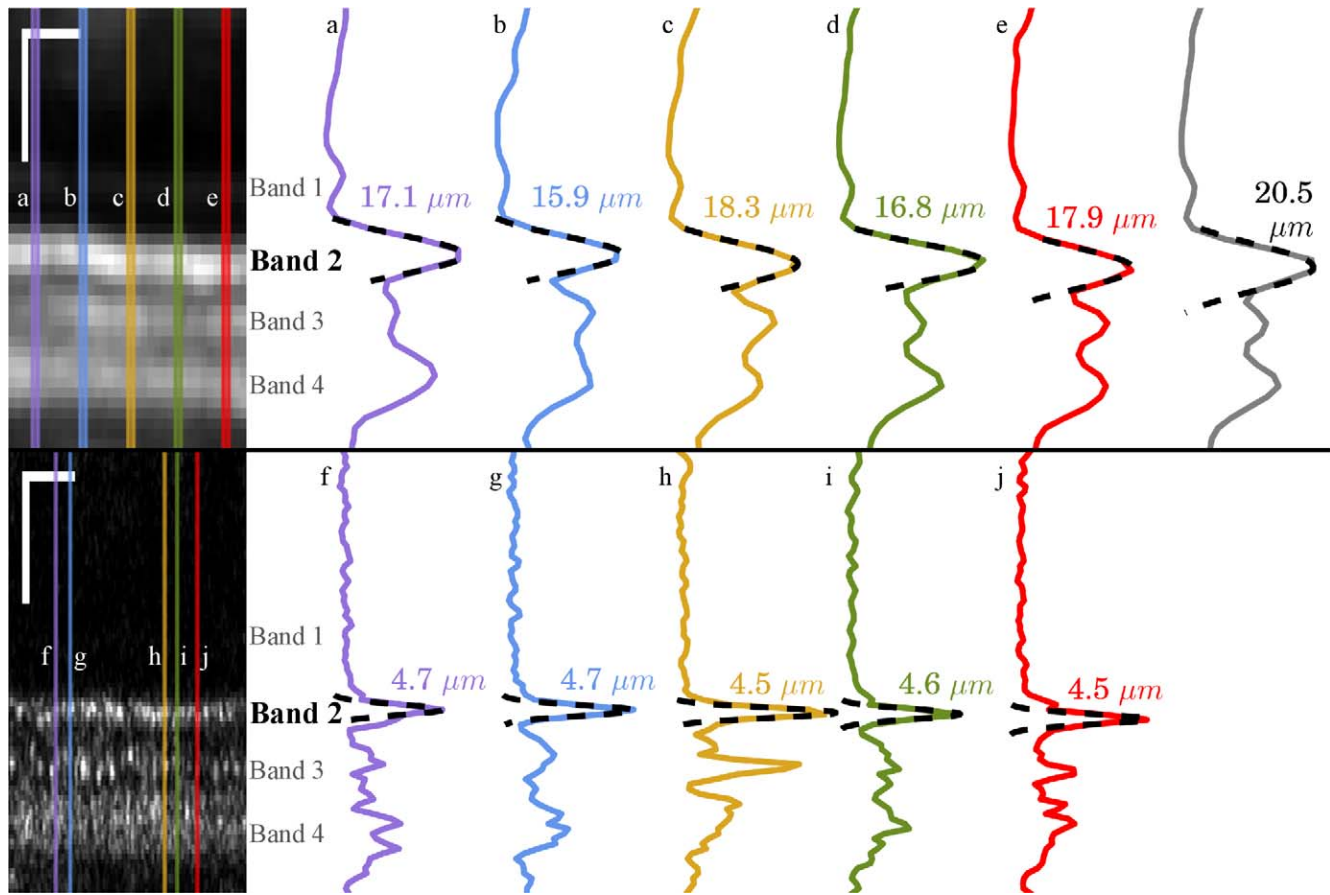 a b c d e
Band 1
17.1 μm 15.9 μm 18.3 μm 16.8 μm 17.9 μm 20.5
μm
a b c d e
Band 2
Band 3
Band 4
f g h i j
Band 1
f g h i j
4.7 μm 4.7 μm 4.5 μm 4.6 μm 4.5 μm
Band 2
Band 3
Band 4